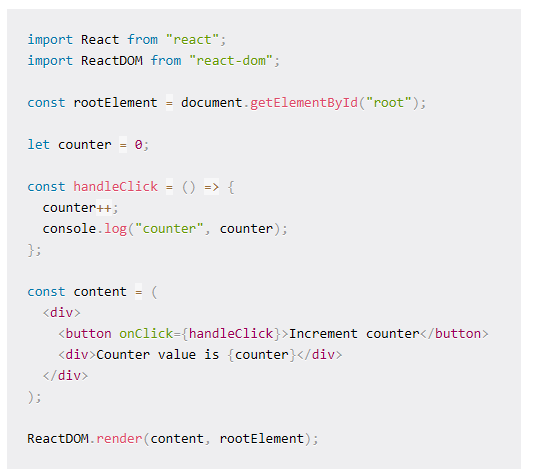 import React from "react";
import ReactDOM from "react-dom";
const rootElement = document.getElementById("root");
let counter = 0;
const handleClick = () => {
  counter++;
  console.log("counter", counter);
};
const content = (
  <div>
    <button onClick={handleClick}>Increment counter</button>
    <div>Counter value is {counter}</div>
  </div>
);
ReactDOM.render(content, rootElement);